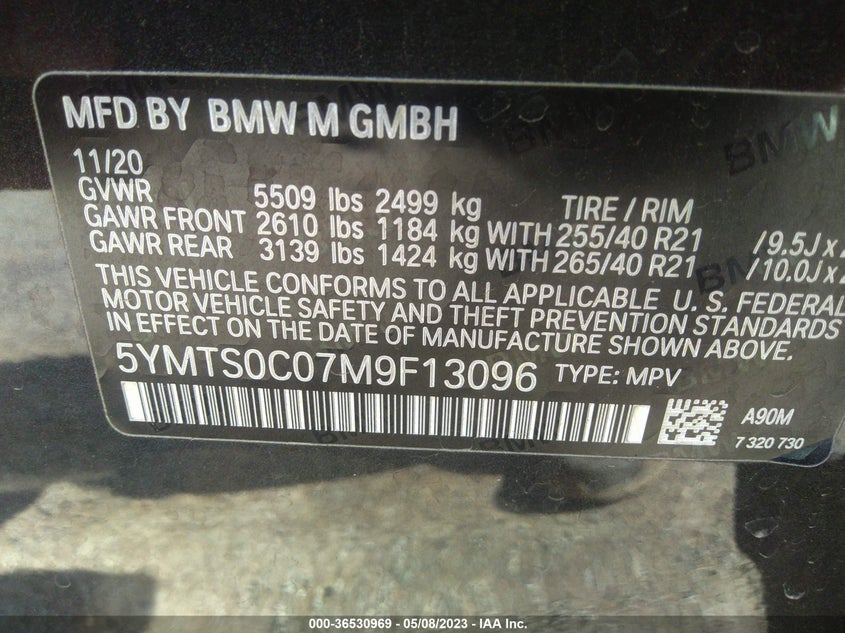 MFD BY BMW M GMBH
11/20
GVWR 5509 lbs 2499 kg TIRE / RIM
GAWR FRONT 2610 lbs 1184 kg WITH 255/40 R21 / 9.5J x
GAWR REAR 3139 lbs 1424 kg WITH 265/40 R21 / 10.0J x
THIS VEHICLE CONFORMS TO ALL APPLICABLE U. S. FEDERAL
MOTOR VEHICLE SAFETY AND THEFT PREVENTION STANDARDS
IN EFFECT ON THE DATE OF MANUFACTURE SHOWN ABOVE.
5YMTS0C07M9F13096 TYPE: MPV
A90M
7 320 730
000-36530969 - 05/08/2023 - IAA Inc.